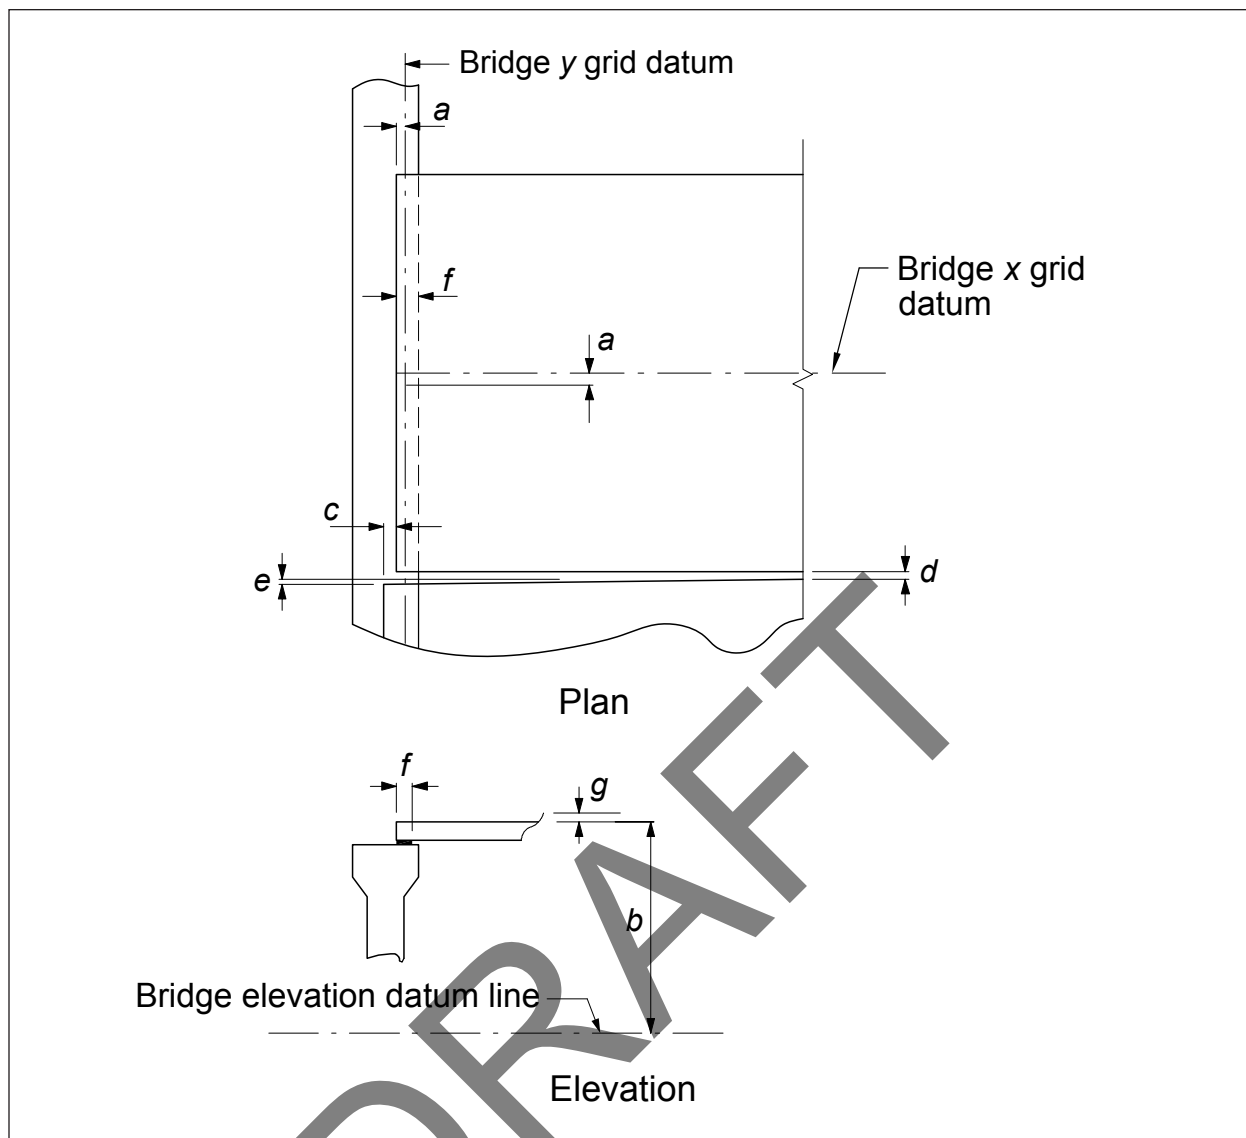 Bridge y grid datum
a
f
Bridge x grid
datum
a
c
e
d
Plan
f
g
b
Bridge elevation datum line
Elevation
DRAFT